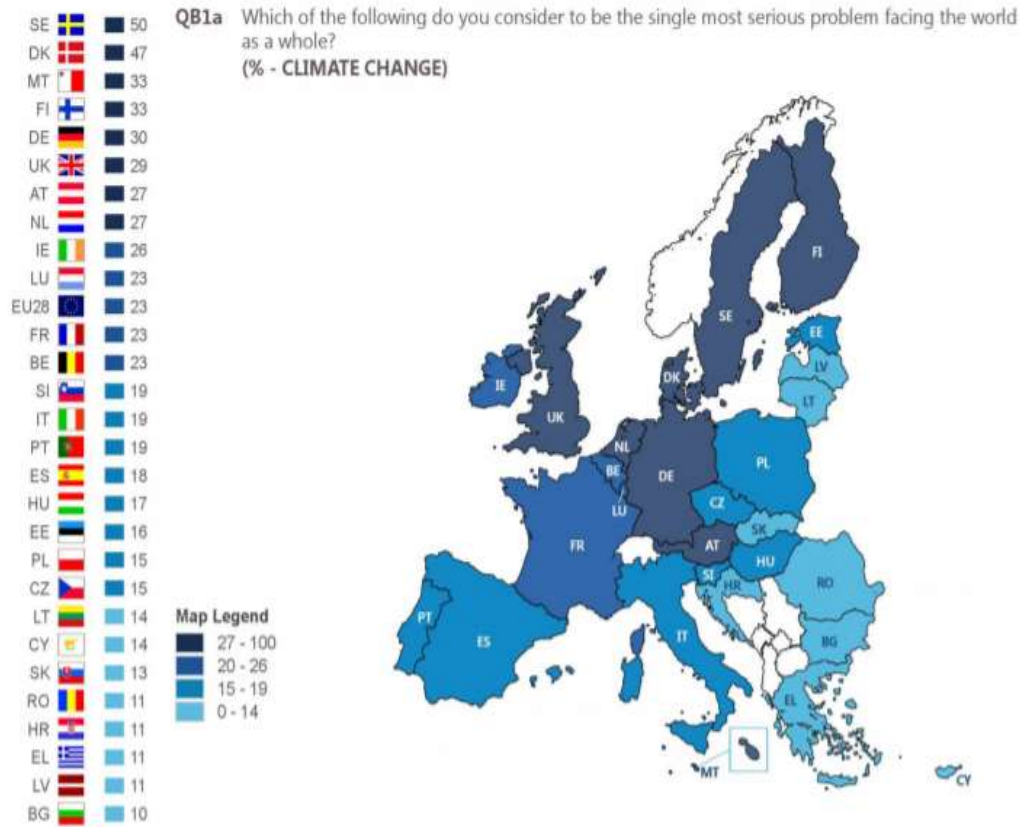 QB1a Which of the following do you consider to be the single most serious problem facing the world
as a whole?
(% - CLIMATE CHANGE)
SE 50
DK 47
MT 33
FI 33
DE 30
UK 29
AT 27
NL 27
IE 26
LU 23
EU28 23
FR 23
BE 23
SI 19
IT 19
PT 19
ES 18
HU 17
EE 16
PL 15
CZ 15
LT 14
CY 14
SK 13
RO 11
HR 11
EL 11
LV 11
BG 10
Map Legend
27 - 100
20 - 26
15 - 19
0 - 14
FI
SE
EE
LV
LT
DK
IE
UK
NL
BE
LU
DE
PL
CZ
SK
AT
HU
FR
SI
HR
RO
BG
PT
ES
IT
EL
MT
CY